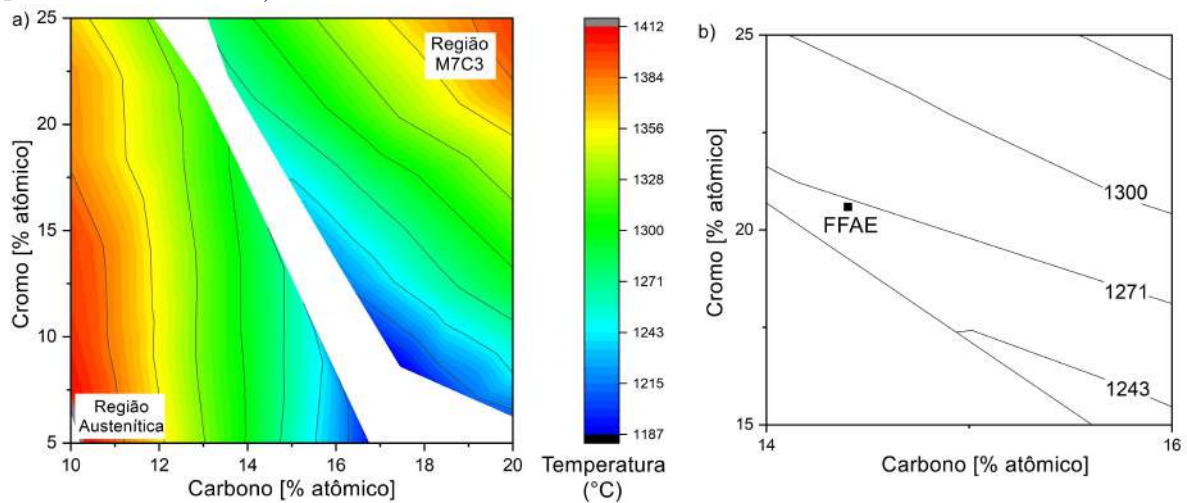 a)
25
20
15
10
5
Cromo [% atômico]
Região
M7C3
Região
Austenítica
10
12
14
16
18
20
Carbono [% atômico]
1412
1384
1356
1328
1300
1271
1243
1215
1187
Temperatura
(°C)
b)
25
20
15
Cromo [% atômico]
FFAE
1300
1271
1243
14
16
Carbono [% atômico]